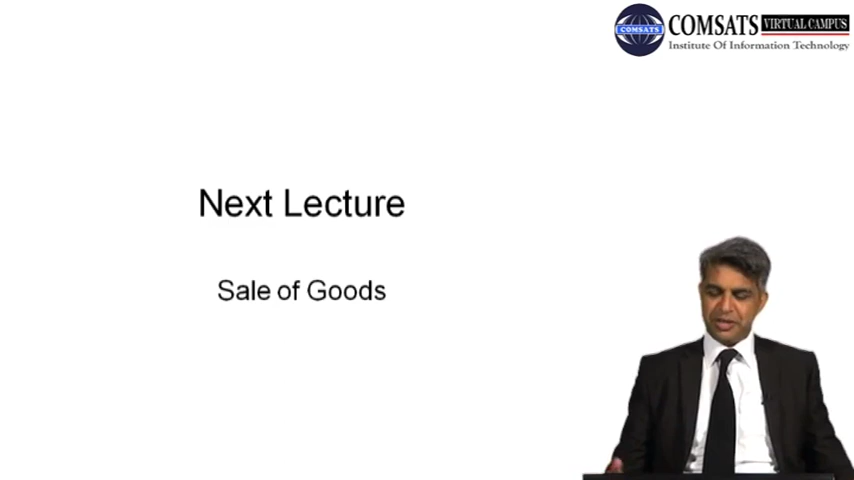 COMSATS VIRTUAL CAMPUS
Institute Of Information Technology
COMSATS
Next Lecture
Sale of Goods